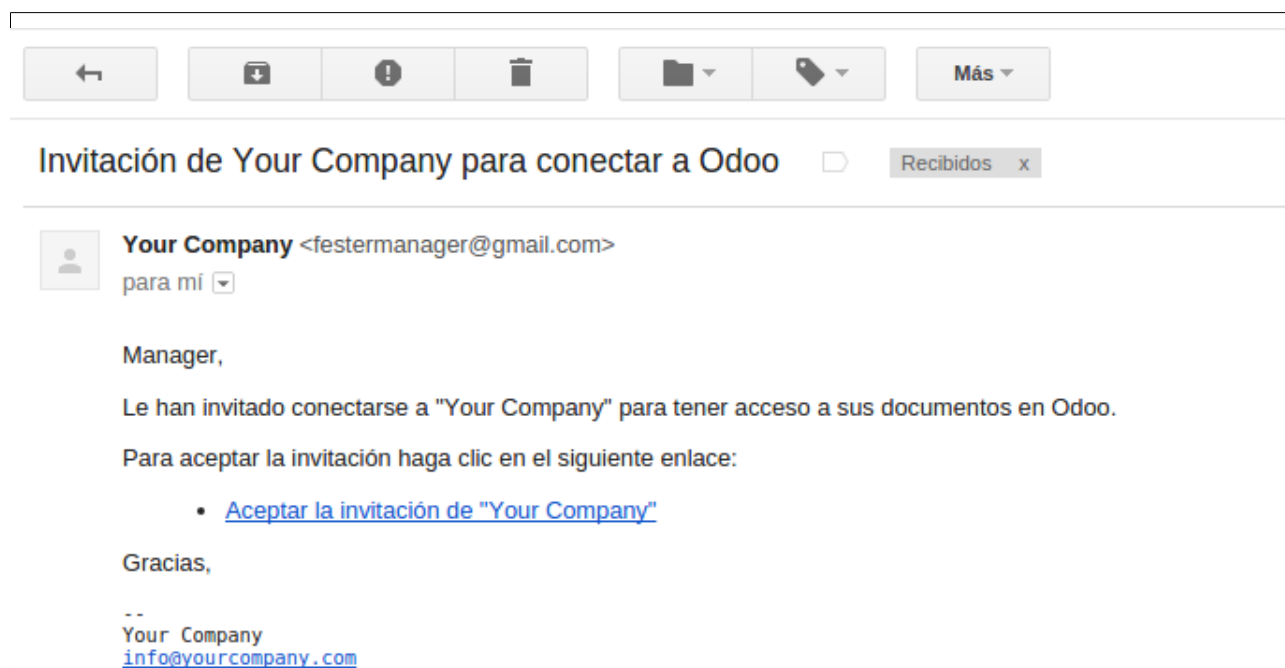 Más
Invitación de Your Company para conectar a Odoo Recibidos x
Your Company <festermanager@gmail.com>
para mí
Manager,
Le han invitado conectarse a "Your Company" para tener acceso a sus documentos en Odoo.
Para aceptar la invitación haga clic en el siguiente enlace:
• Aceptar la invitación de "Your Company"
Gracias,
--
Your Company
info@yourcompany.com